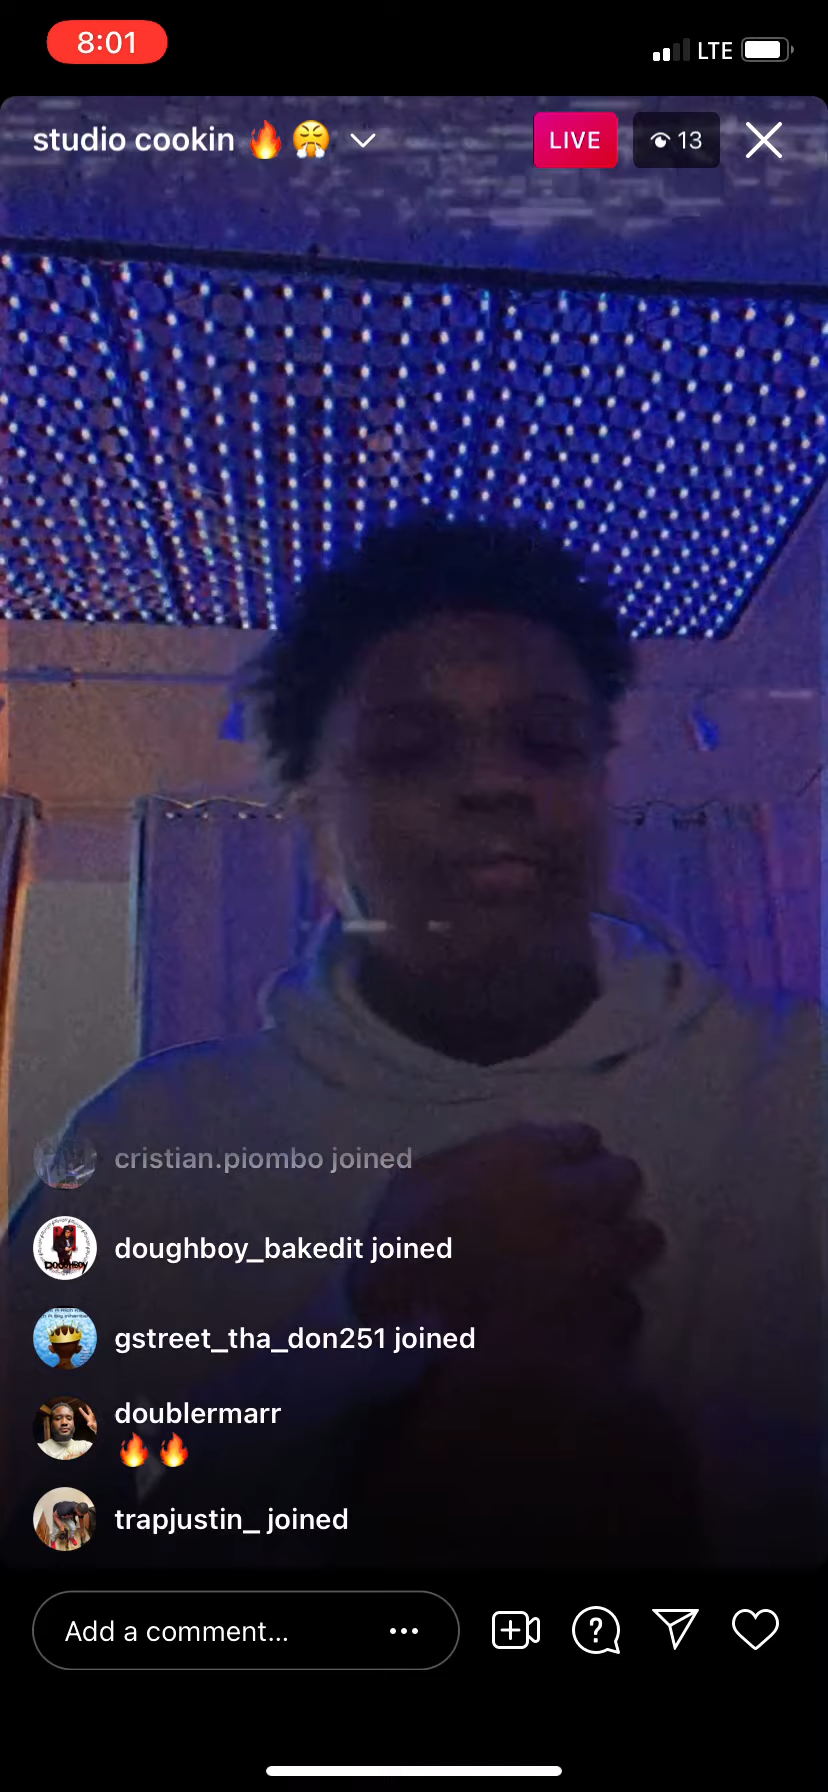 8:01
LTE
studio cookin 🔥 😤
LIVE
13
cristian.piombo joined
doughboy_bakedit joined
gstreet_tha_don251 joined
doublermarr
🔥 🔥
trapjustin_ joined
Add a comment...